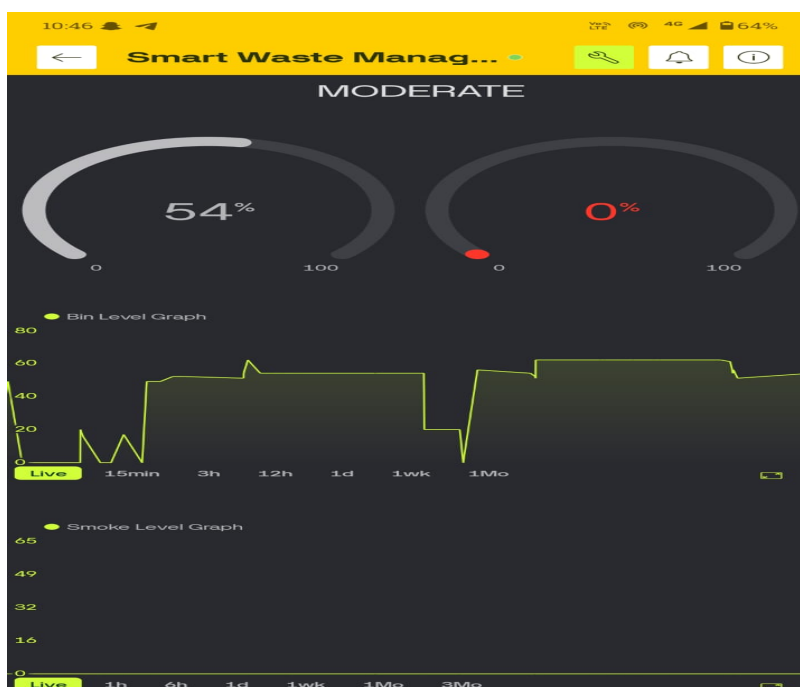 10:46 VoLTE 4G 64%
Smart Waste Manag...
MODERATE
54% 0%
0 100 0 100
Bin Level Graph
80
60
40
20
0
Live 15min 3h 12h 1d 1wk 1Mo
Smoke Level Graph
65
49
32
16
0
Live 1h 6h 1d 1wk 1Mo 3Mo